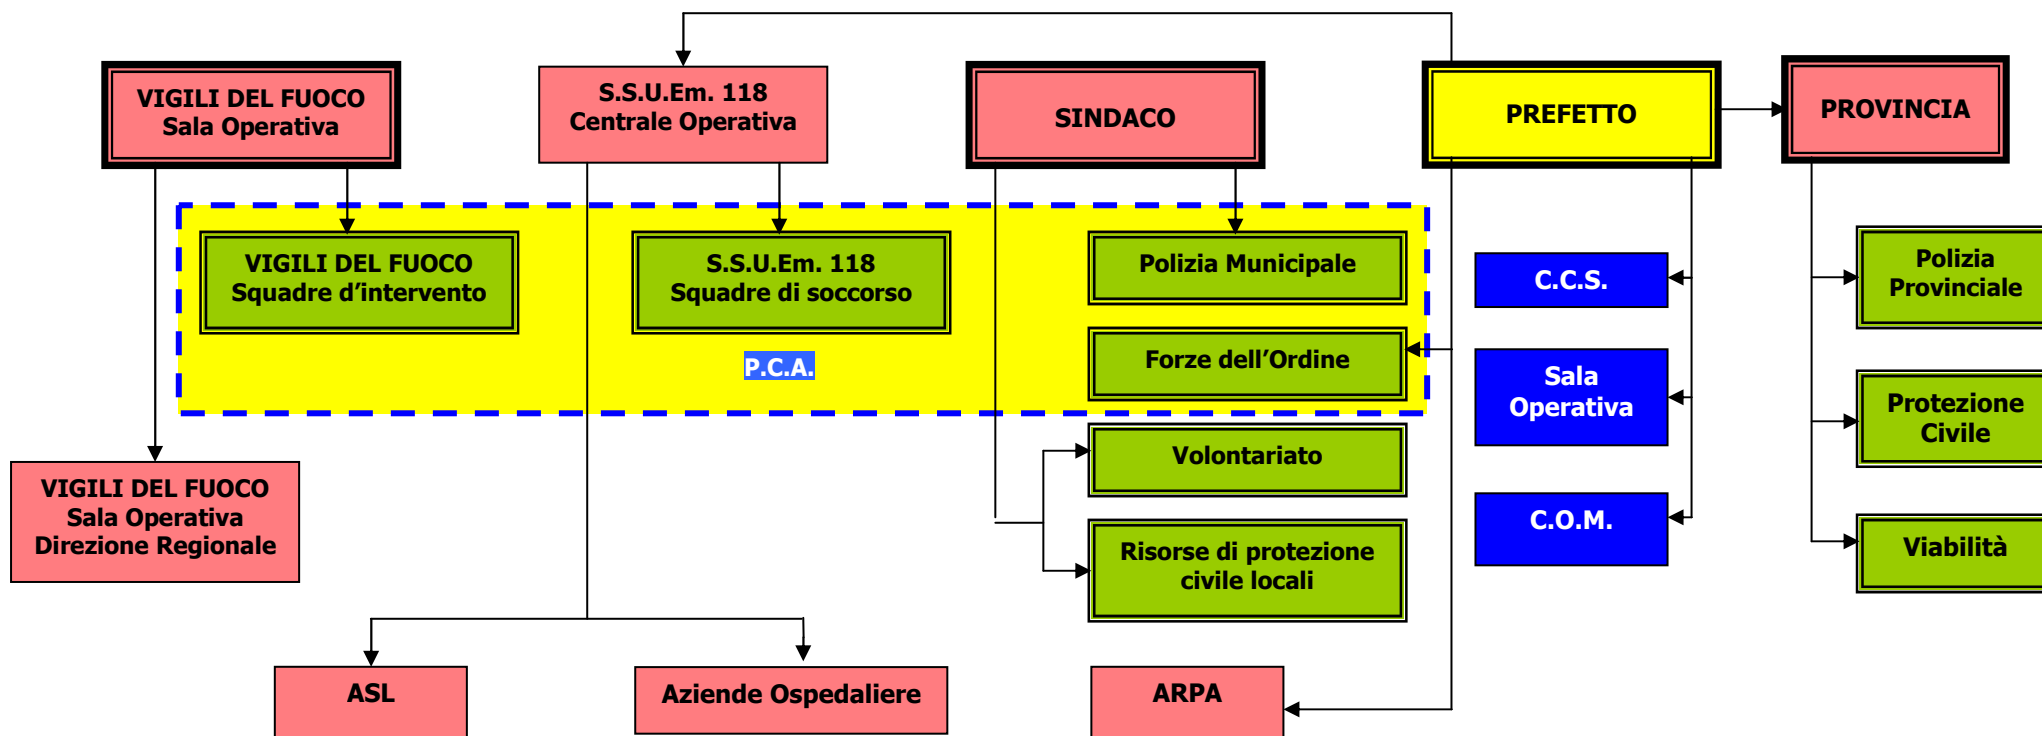 VIGILI DEL FUOCO
Sala Operativa
S.S.U.Em. 118
Centrale Operativa
SINDACO
PREFETTO
PROVINCIA
VIGILI DEL FUOCO
Squadre d’intervento
S.S.U.Em. 118
Squadre di soccorso
Polizia Municipale
C.C.S.
Polizia
Provinciale
P.C.A.
Forze dell’Ordine
Sala
Operativa
Protezione
Civile
Volontariato
VIGILI DEL FUOCO
Sala Operativa
Direzione Regionale
Risorse di protezione
civile locali
C.O.M.
Viabilità
ASL
Aziende Ospedaliere
ARPA